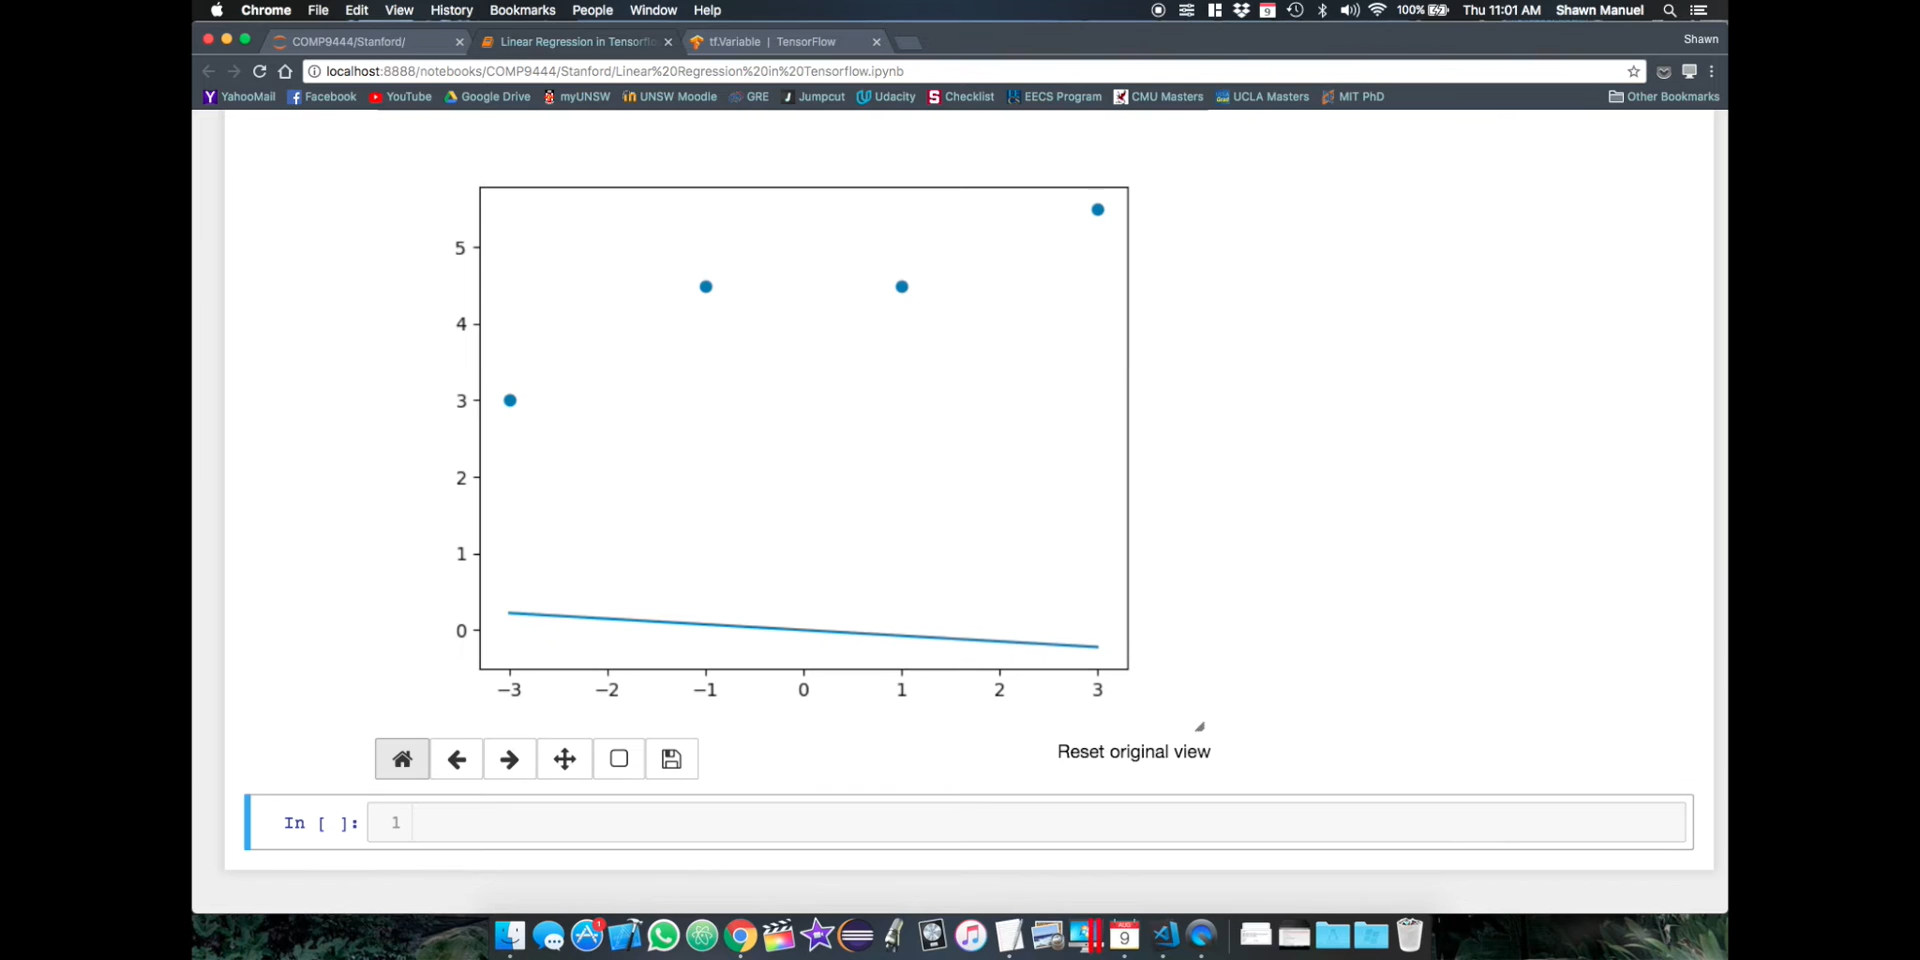 Chrome File Edit View History Bookmarks People Window Help 9 100% Thu 11:01 AM Shawn Manuel
COMP9444/Stanford/ Linear Regression in Tensorflo tf.Variable | TensorFlow Shawn
localhost:8888/notebooks/COMP9444/Stanford/Linear%20Regression%20in%20Tensorflow.ipynb
YahooMail Facebook YouTube Google Drive myUNSW UNSW Moodle GRE Jumpcut Udacity Checklist EECS Program CMU Masters UCLA Masters MIT PhD Other Bookmarks
5
4
3
2
1
0
−3 −2 −1 0 1 2 3
Reset original view
In [ ]: 1
1
AUG
9